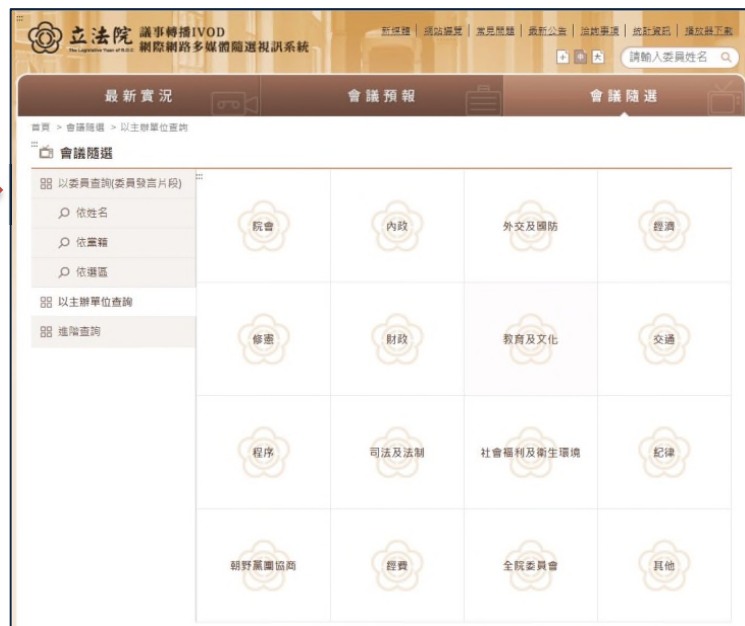 立法院 議事轉播IVOD
The Legislative Yuan of R.O.C. 網際網路多媒體隨選視訊系統
新媒體 | 網站導覽 | 常見問題 | 最新公告 | 洽詢事項 | 統計資訊 | 播放器下載
小 中 大 請輸入委員姓名
最新實況 會議預報 會議隨選
首頁 > 會議隨選 > 以主辦單位查詢
會議隨選
以委員查詢(委員發言片段)
依姓名
依黨籍
依選區
以主辦單位查詢
進階查詢
院會 內政 外交及國防 經濟
修憲 財政 教育及文化 交通
程序 司法及法制 社會福利及衛生環境 紀律
朝野黨團協商 經費 全院委員會 其他